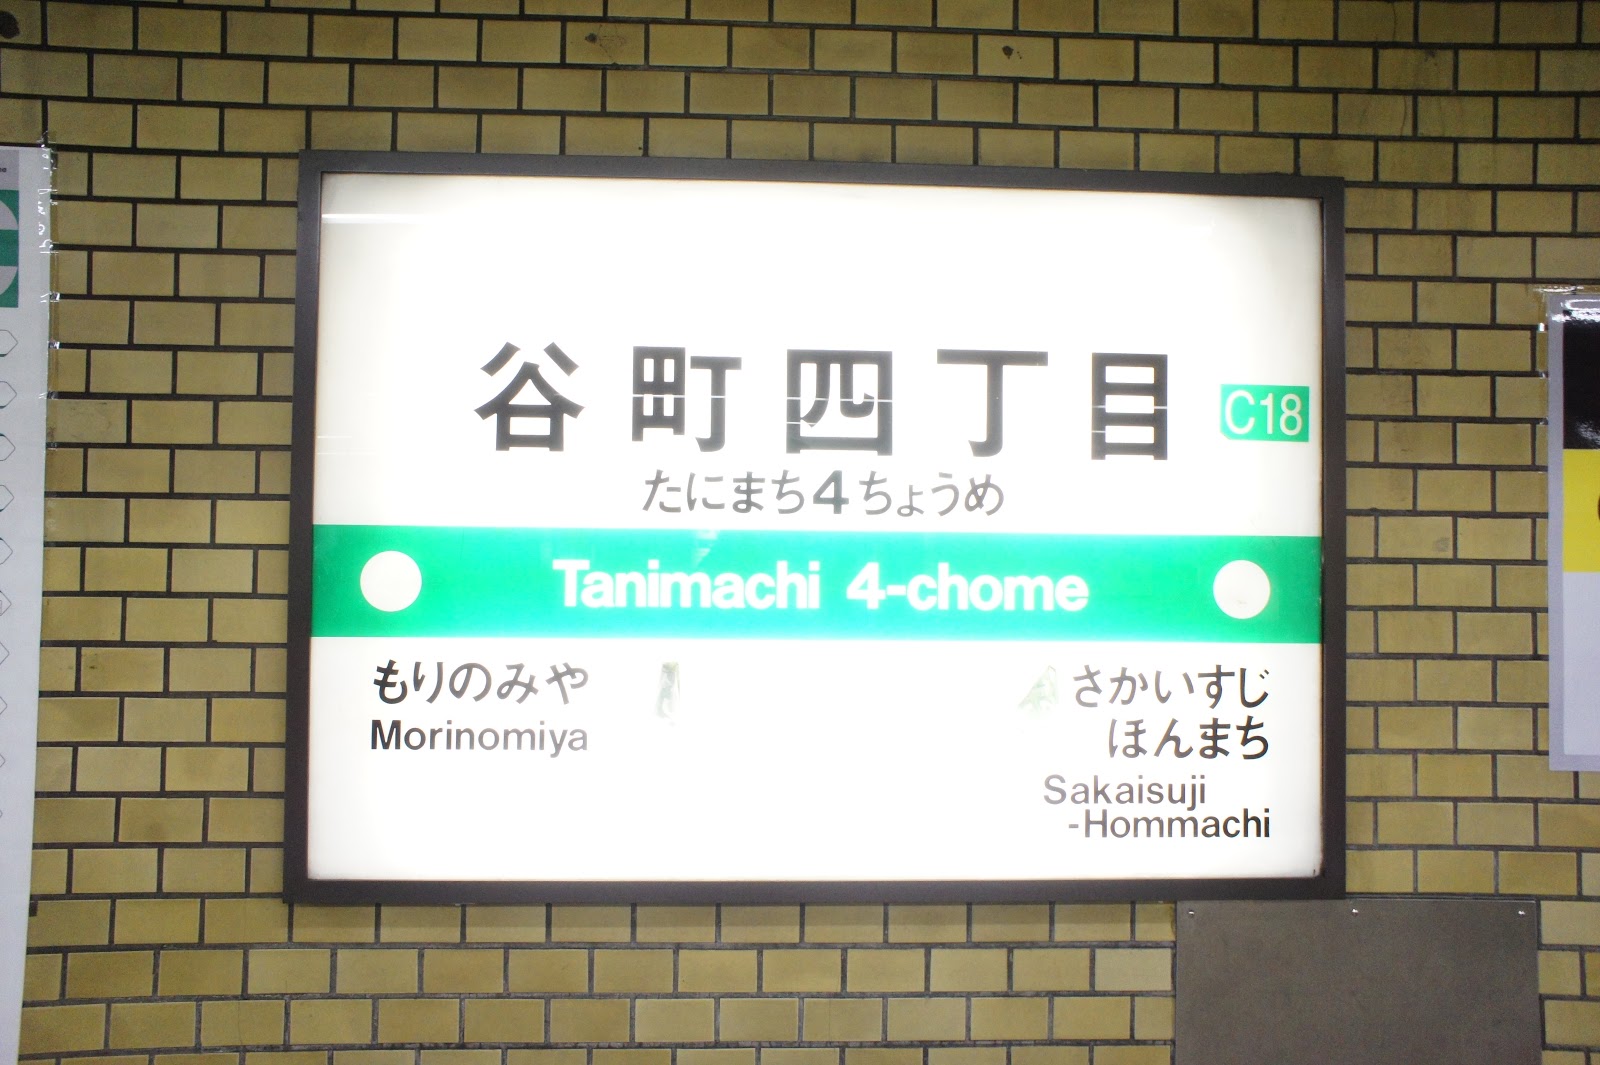 谷町四丁目
C18
たにまち4ちょうめ
Tanimachi 4-chome
もりのみや
Morinomiya
さかいすじ
ほんまち
Sakaisuji
-Hommachi